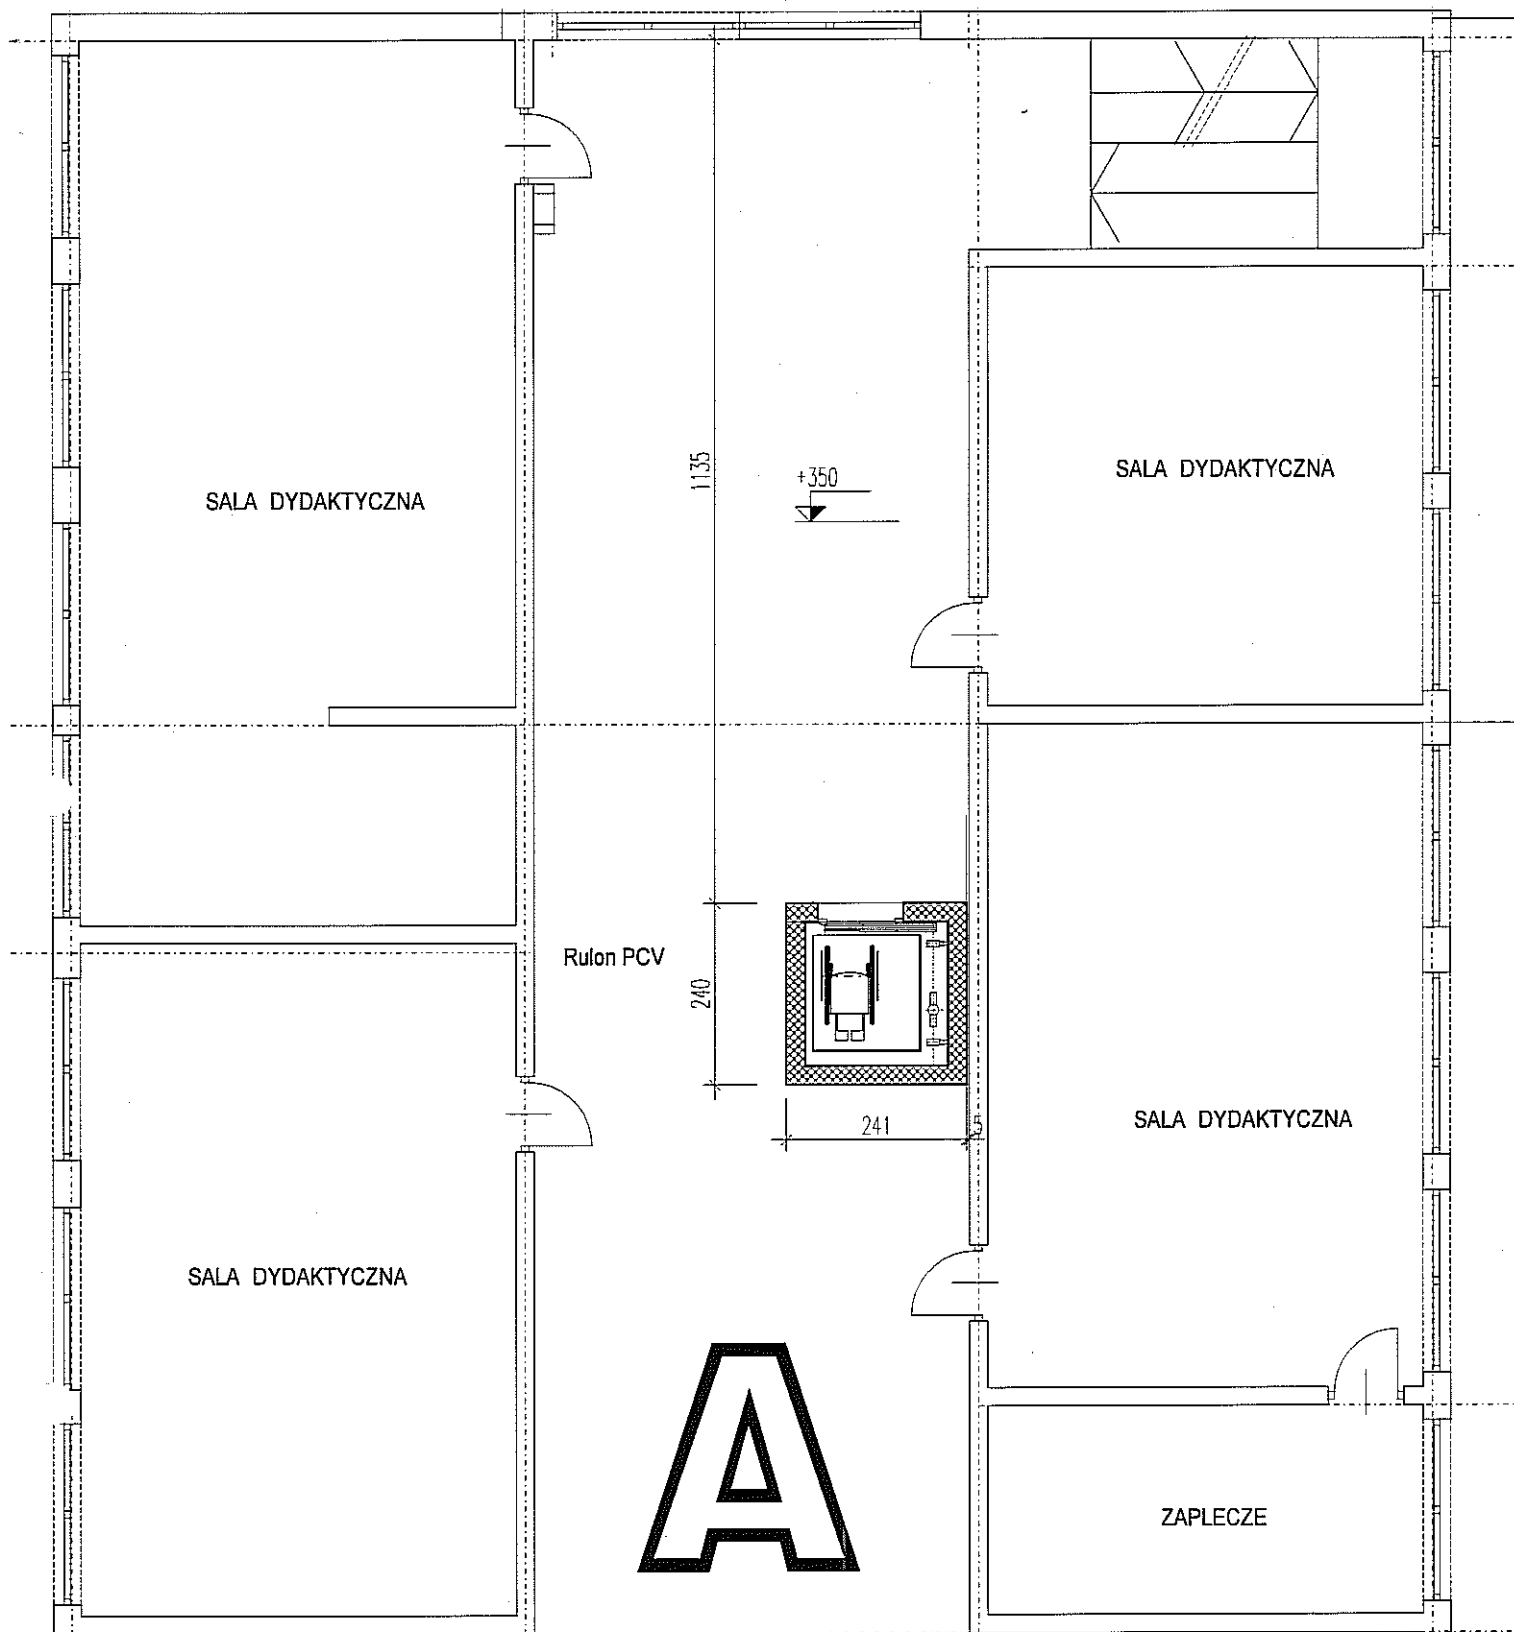 SALA DYDAKTYCZNA
1135
+350
SALA DYDAKTYCZNA
Rulon PCV
240
241
5
SALA DYDAKTYCZNA
SALA DYDAKTYCZNA
A
ZAPLECZE